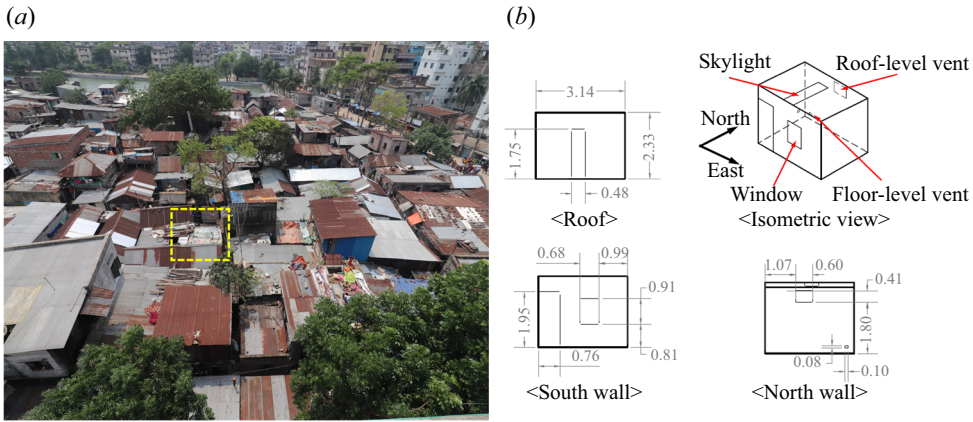 (a)
(b)
Skylight
Roof-level vent
North
East
Window
Floor-level vent
<Isometric view>
3.14
1.75
2.33
0.48
<Roof>
0.68
0.99
0.91
1.95
0.76
0.81
<South wall>
1.07
0.60
0.41
1.80
0.08
0.10
<North wall>